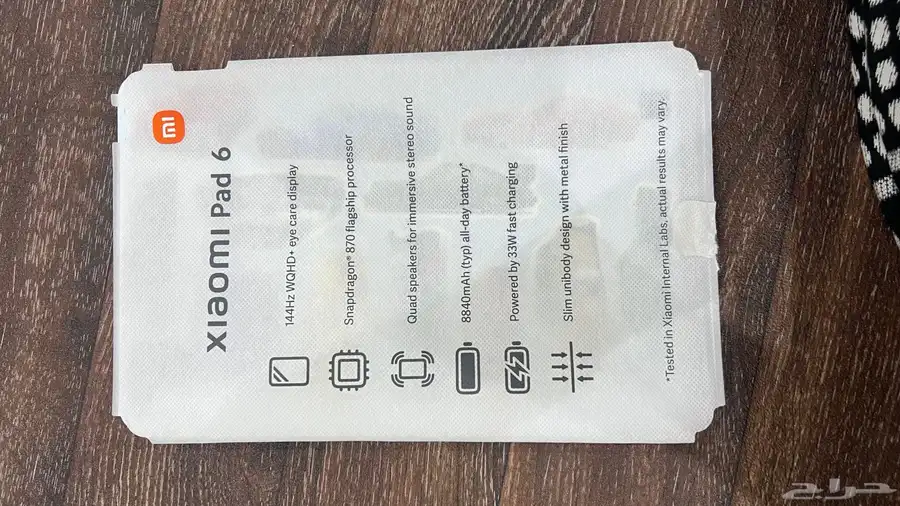 mi
xiaomi Pad 6
144Hz WQHD+ eye care display
Snapdragon® 870 flagship processor
Quad speakers for immersive stereo sound
8840mAh (typ) all-day battery*
Powered by 33W fast charging
Slim unibody design with metal finish
*Tested in Xiaomi Internal Labs, actual results may vary.
حراج